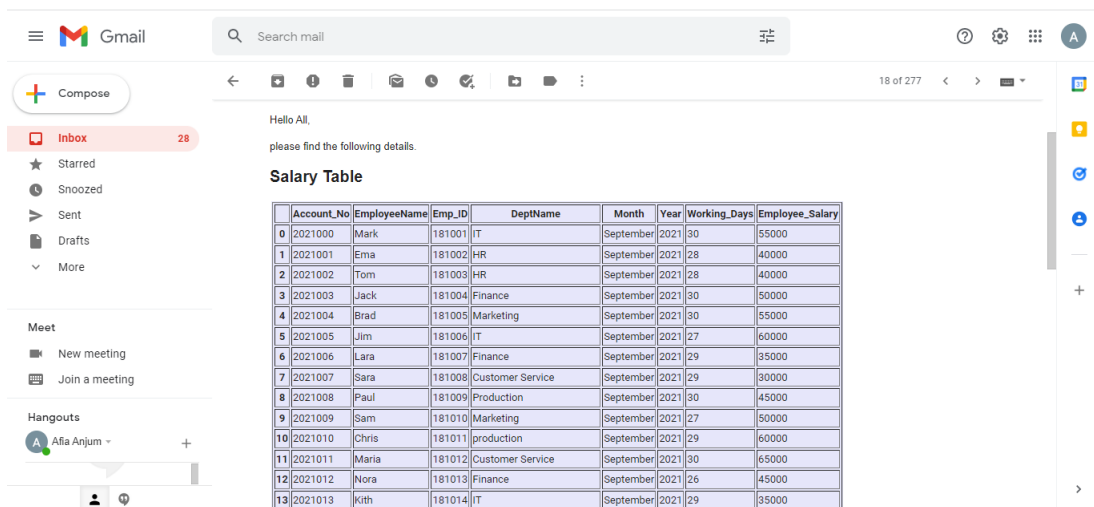 Gmail
Search mail
A
Compose
18 of 277
31
Inbox 28
Starred
Snoozed
Sent
Drafts
More
Meet
New meeting
Join a meeting
Hangouts
A Afia Anjum
Hello All,
please find the following details.
Salary Table
Account_No EmployeeName Emp_ID DeptName Month Year Working_Days Employee_Salary
0 2021000 Mark 181001 IT September 2021 30 55000
1 2021001 Ema 181002 HR September 2021 28 40000
2 2021002 Tom 181003 HR September 2021 28 40000
3 2021003 Jack 181004 Finance September 2021 30 50000
4 2021004 Brad 181005 Marketing September 2021 30 55000
5 2021005 Jim 181006 IT September 2021 27 60000
6 2021006 Lara 181007 Finance September 2021 29 35000
7 2021007 Sara 181008 Customer Service September 2021 29 30000
8 2021008 Paul 181009 Production September 2021 30 45000
9 2021009 Sam 181010 Marketing September 2021 27 50000
10 2021010 Chris 181011 production September 2021 29 60000
11 2021011 Maria 181012 Customer Service September 2021 30 65000
12 2021012 Nora 181013 Finance September 2021 26 45000
13 2021013 Kith 181014 IT September 2021 29 35000